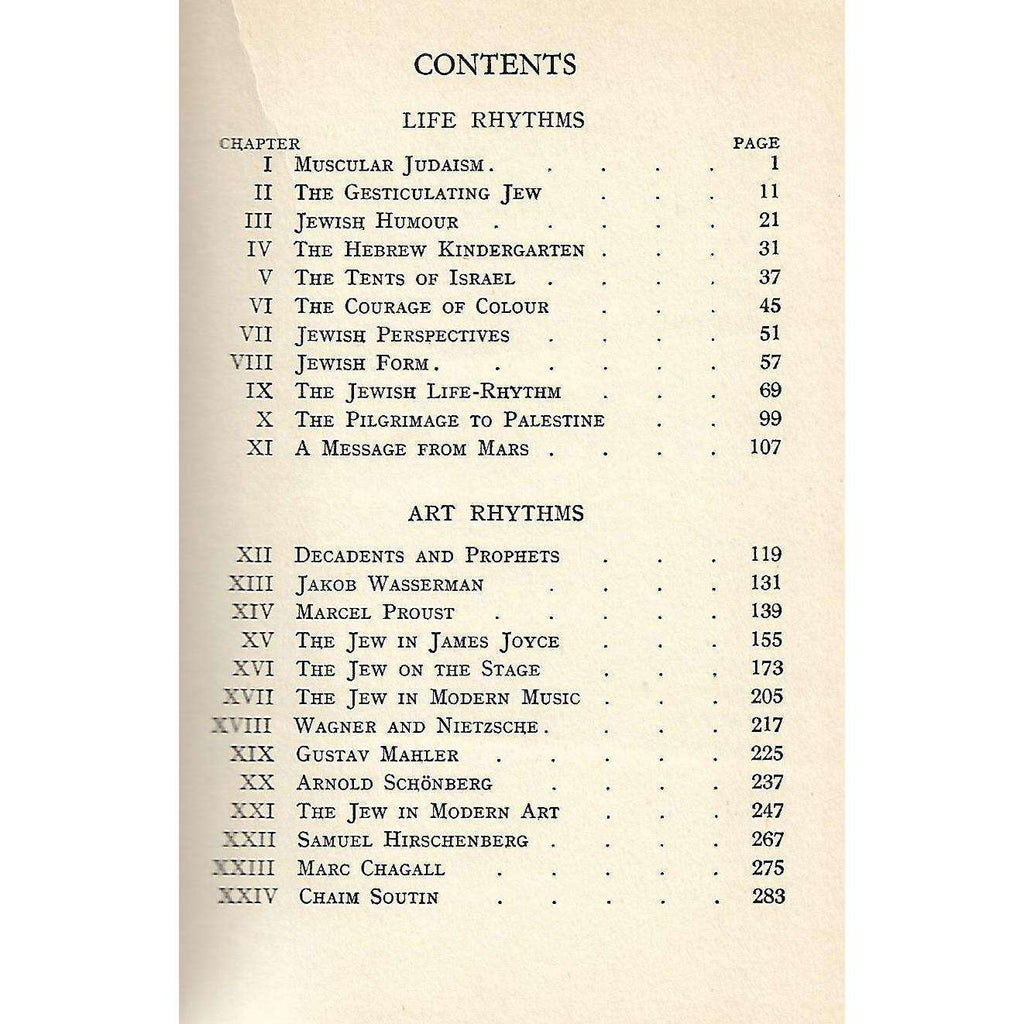 CONTENTS
LIFE RHYTHMS
CHAPTER PAGE
I MUSCULAR JUDAISM . . . . . 1
II THE GESTICULATING JEW . . . 11
III JEWISH HUMOUR . . . . . 21
IV THE HEBREW KINDERGARTEN . . . 31
V THE TENTS OF ISRAEL . . . . 37
VI THE COURAGE OF COLOUR . . . 45
VII JEWISH PERSPECTIVES . . . . 51
VIII JEWISH FORM . . . . . . 57
IX THE JEWISH LIFE-RHYTHM . . . 69
X THE PILGRIMAGE TO PALESTINE . . 99
XI A MESSAGE FROM MARS . . . . 107
ART RHYTHMS
XII DECADENTS AND PROPHETS . . . 119
XIII JAKOB WASSERMAN . . . . 131
XIV MARCEL PROUST . . . . . 139
XV THE JEW IN JAMES JOYCE . . . 155
XVI THE JEW ON THE STAGE . . . 173
XVII THE JEW IN MODERN MUSIC . . . 205
XVIII WAGNER AND NIETZSCHE . . . . 217
XIX GUSTAV MAHLER . . . . . 225
XX ARNOLD SCHÖNBERG . . . . 237
XXI THE JEW IN MODERN ART . . . 247
XXII SAMUEL HIRSCHENBERG . . . . 267
XXIII MARC CHAGALL . . . . . 275
XXIV CHAIM SOUTIN . . . . . 283